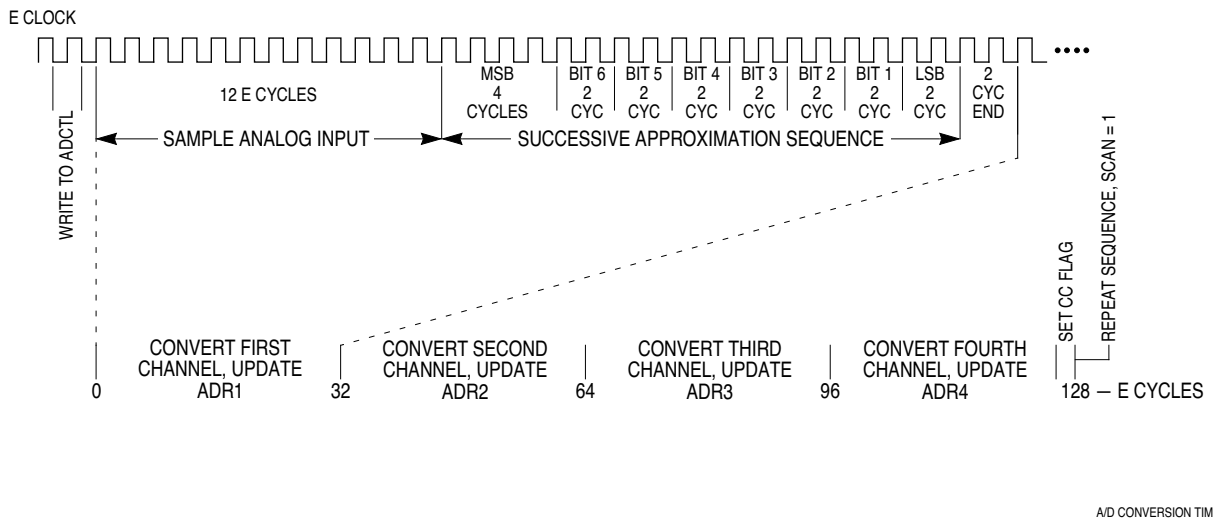 E CLOCK
12 E CYCLES
MSB
4
CYCLES
BIT 6
2
CYC
BIT 5
2
CYC
BIT 4
2
CYC
BIT 3
2
CYC
BIT 2
2
CYC
BIT 1
2
CYC
LSB
2
CYC
2
CYC
END
WRITE TO ADCTL
SAMPLE ANALOG INPUT
SUCCESSIVE APPROXIMATION SEQUENCE
SET CC FLAG
REPEAT SEQUENCE, SCAN = 1
CONVERT FIRST
CHANNEL, UPDATE
ADR1
CONVERT SECOND
CHANNEL, UPDATE
ADR2
CONVERT THIRD
CHANNEL, UPDATE
ADR3
CONVERT FOURTH
CHANNEL, UPDATE
ADR4
0
32
64
96
128 — E CYCLES
A/D CONVERSION TIM